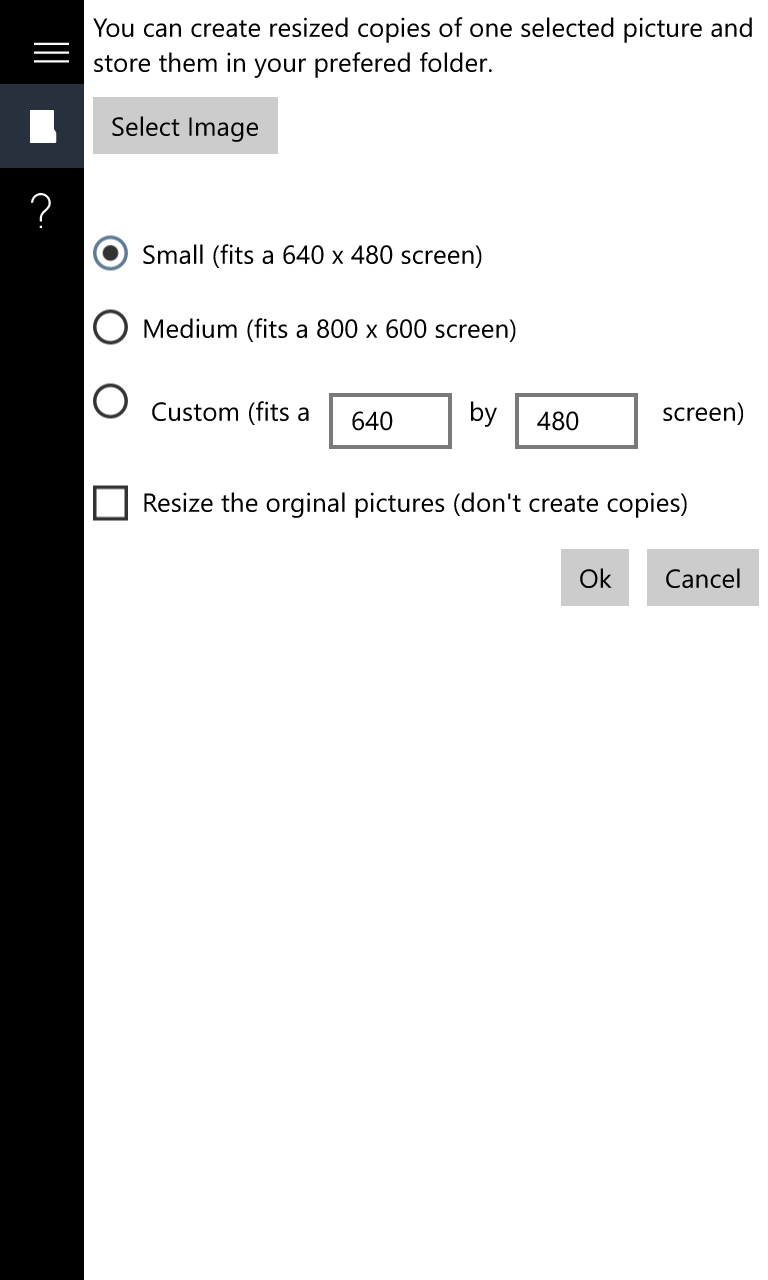 You can create resized copies of one selected picture and
store them in your prefered folder.
Select Image
?
Small (fits a 640 x 480 screen)
Medium (fits a 800 x 600 screen)
Custom (fits a 640 by 480 screen)
Resize the orginal pictures (don't create copies)
Ok Cancel